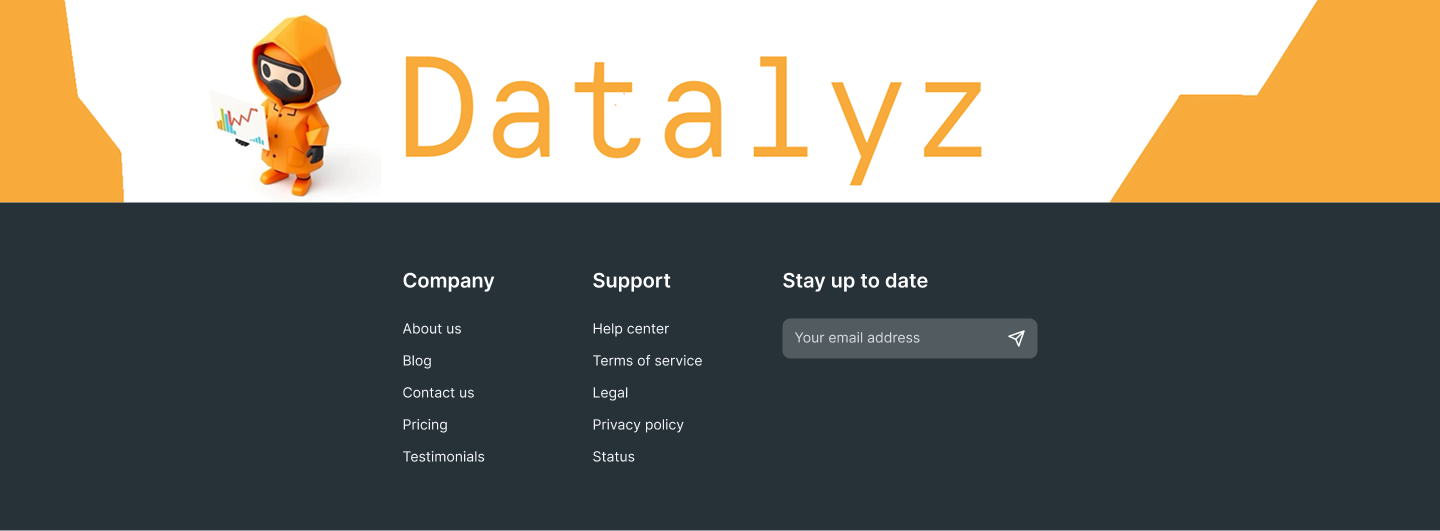 Datalyz
Company
About us
Blog
Contact us
Pricing
Testimonials
Support
Help center
Terms of service
Legal
Privacy policy
Status
Stay up to date
Your email address